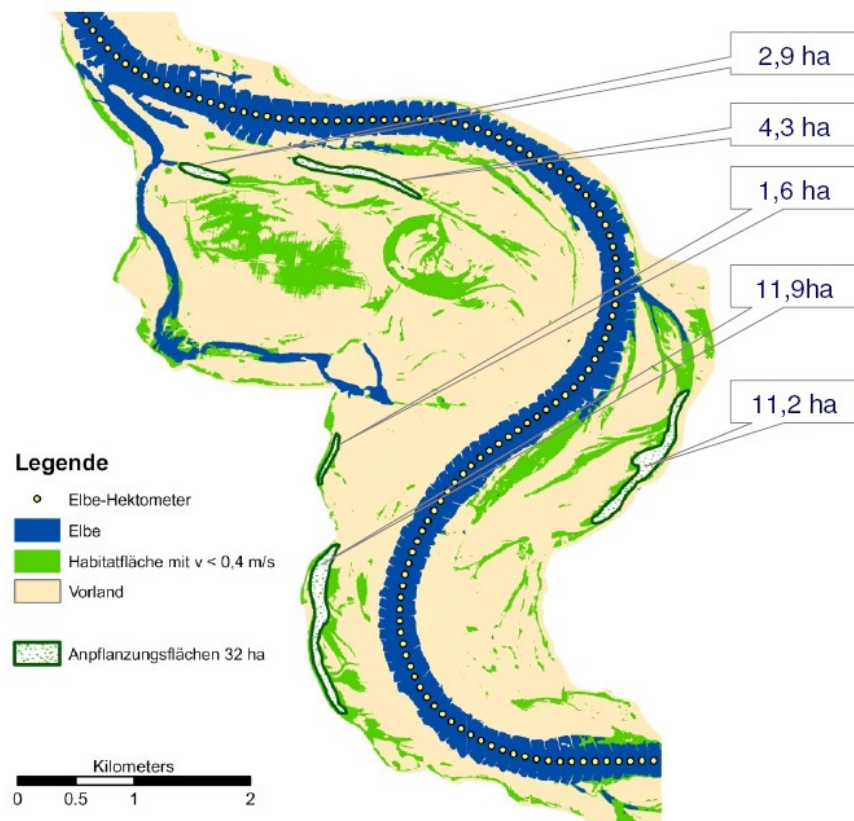 2,9 ha
4,3 ha
1,6 ha
11,9ha
11,2 ha
Legende
Elbe-Hektometer
Elbe
Habitatfläche mit v < 0,4 m/s
Vorland
Anpflanzungsflächen 32 ha
Kilometers
0 0.5 1 2